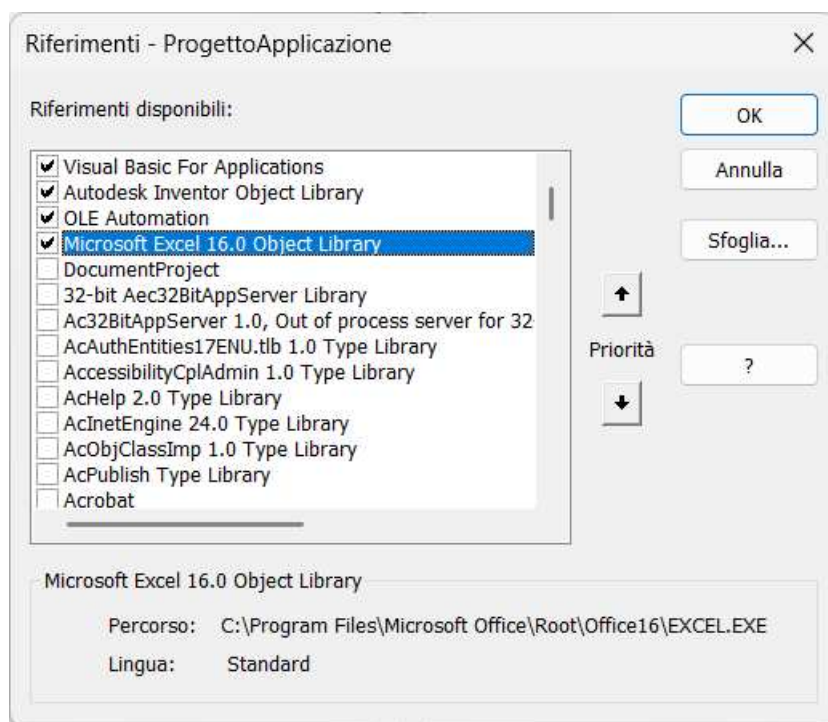 Riferimenti - ProgettoApplicazione
Riferimenti disponibili:
OK
Annulla
Sfoglia...
Visual Basic For Applications
Autodesk Inventor Object Library
OLE Automation
Microsoft Excel 16.0 Object Library
DocumentProject
32-bit Aec32BitAppServer Library
Ac32BitAppServer 1.0, Out of process server for 32-
AcAuthEntities17ENU.tlb 1.0 Type Library
AccessibilityCplAdmin 1.0 Type Library
AcHelp 2.0 Type Library
AcInetEngine 24.0 Type Library
AcObjClassImp 1.0 Type Library
AcPublish Type Library
Acrobat
Priorità
?
Microsoft Excel 16.0 Object Library
Percorso: C:\Program Files\Microsoft Office\Root\Office16\EXCEL.EXE
Lingua: Standard